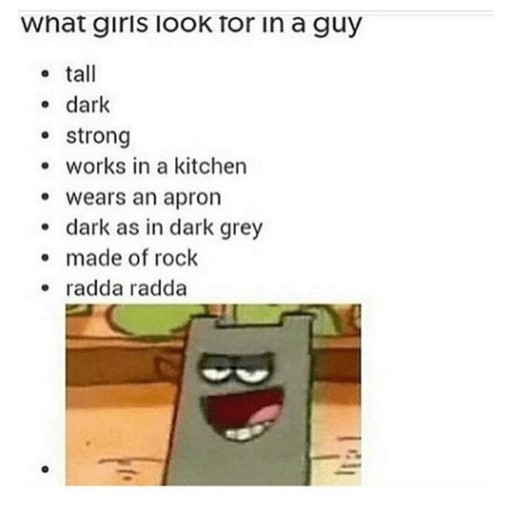 what girls look for in a guy
• tall
• dark
• strong
• works in a kitchen
• wears an apron
• dark as in dark grey
• made of rock
• radda radda
•